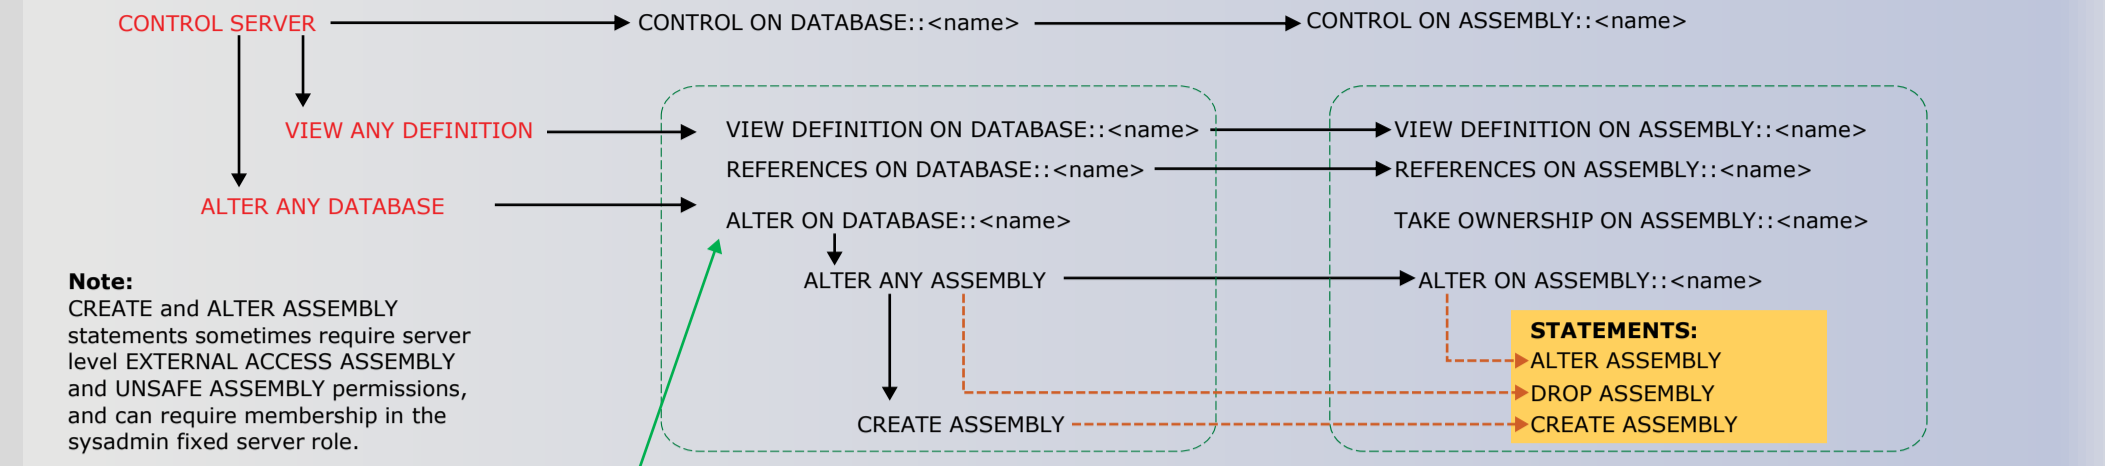 CONTROL SERVER
CONTROL ON DATABASE::<name>
CONTROL ON ASSEMBLY::<name>
VIEW ANY DEFINITION
VIEW DEFINITION ON DATABASE::<name>
VIEW DEFINITION ON ASSEMBLY::<name>
REFERENCES ON DATABASE::<name>
REFERENCES ON ASSEMBLY::<name>
ALTER ANY DATABASE
ALTER ON DATABASE::<name>
TAKE OWNERSHIP ON ASSEMBLY::<name>
ALTER ANY ASSEMBLY
ALTER ON ASSEMBLY::<name>
Note:
CREATE and ALTER ASSEMBLY
statements sometimes require server
level EXTERNAL ACCESS ASSEMBLY
and UNSAFE ASSEMBLY permissions,
and can require membership in the
sysadmin fixed server role.
STATEMENTS:
ALTER ASSEMBLY
DROP ASSEMBLY
CREATE ASSEMBLY
CREATE ASSEMBLY